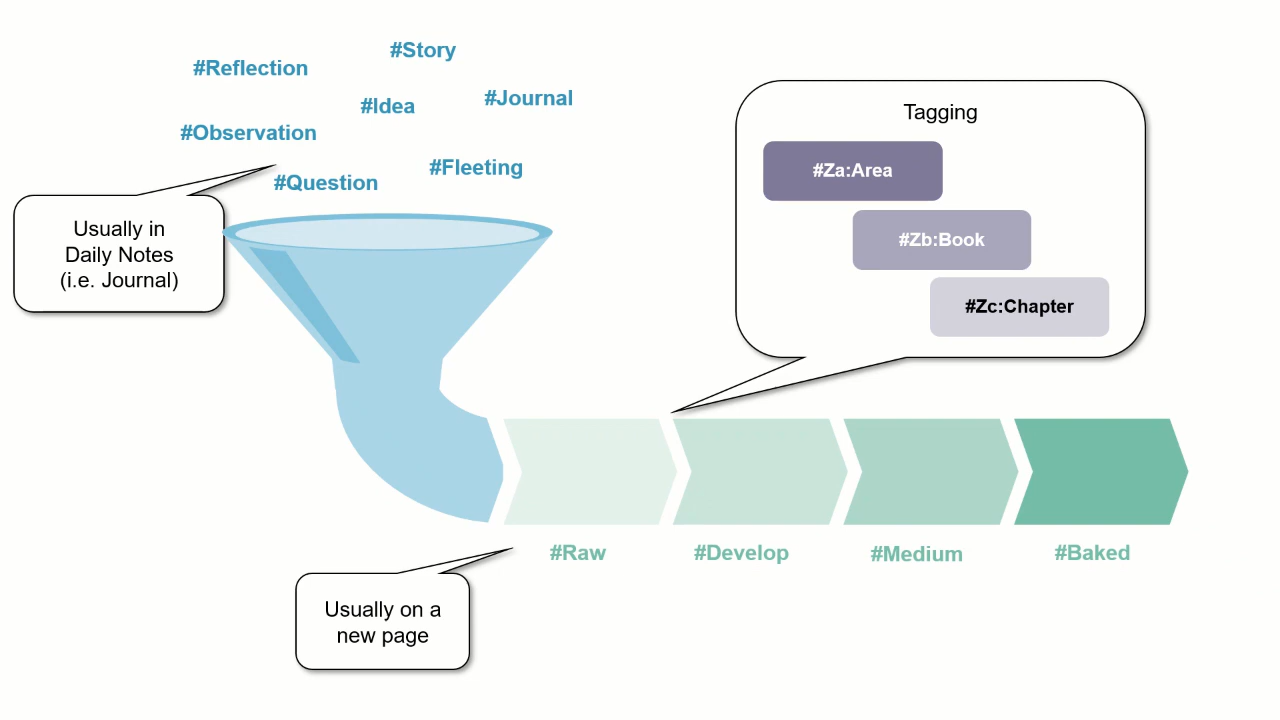 #Story
#Reflection
#Idea
#Journal
#Observation
#Fleeting
#Question
Usually in
Daily Notes
(i.e. Journal)
Tagging
#Za:Area
#Zb:Book
#Zc:Chapter
#Raw
#Develop
#Medium
#Baked
Usually on a
new page